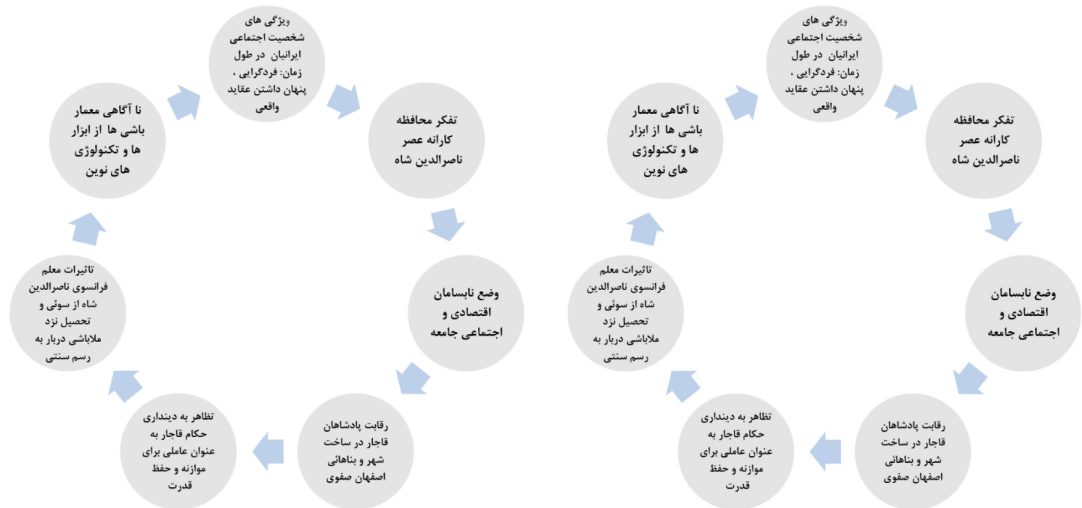 ویژگی های
شخصیت اجتماعی
ایرانیان در طول
زمان: فردگرایی ،
پنهان داشتن عقاید
واقعی
تفکر محافظه
کارانه عصر
ناصرالدین شاه
وضع نابسامان
اقتصادی و
اجتماعی جامعه
رقابت پادشاهان
قاجار در ساخت
شهر و بناهائی
اصفهان صفوی
تظاهر به دینداری
حکام قاجار به
عنوان عاملی برای
موازنه و حفظ
قدرت
تاثیرات معلم
فرانسوی ناصرالدین
شاه از سوئی و
تحصیل نزد
ملاباشی دربار به
رسم سنتی
نا آگاهی معمار
باشی ها از ابزار
ها و تکنولوژی
های نوین
ویژگی های
شخصیت اجتماعی
ایرانیان در طول
زمان: فردگرایی ،
پنهان داشتن عقاید
واقعی
تفکر محافظه
کارانه عصر
ناصرالدین شاه
وضع نابسامان
اقتصادی و
اجتماعی جامعه
رقابت پادشاهان
قاجار در ساخت
شهر و بناهائی
اصفهان صفوی
تظاهر به دینداری
حکام قاجار به
عنوان عاملی برای
موازنه و حفظ
قدرت
تاثیرات معلم
فرانسوی ناصرالدین
شاه از سوئی و
تحصیل نزد
ملاباشی دربار به
رسم سنتی
نا آگاهی معمار
باشی ها از ابزار
ها و تکنولوژی
های نوین